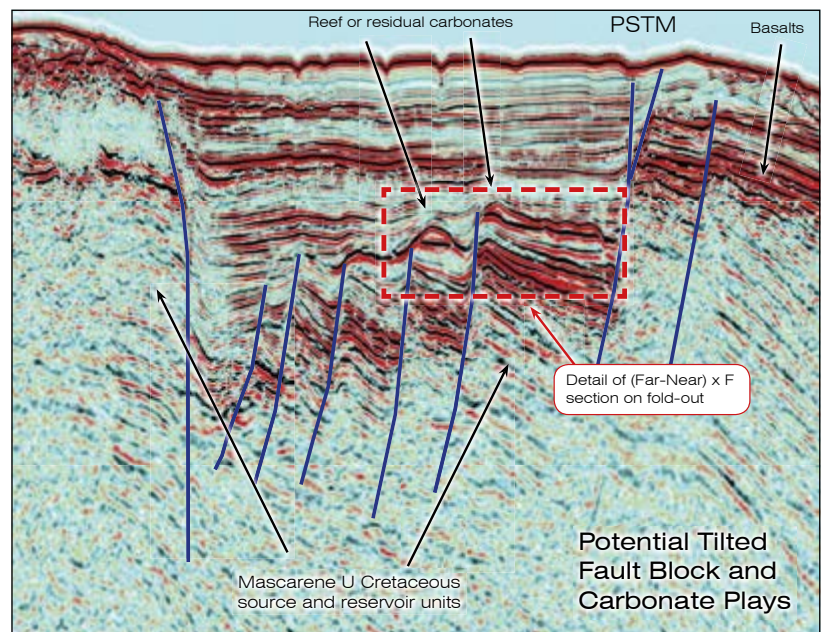 Reef or residual carbonates
PSTM
Basalts
Detail of (Far-Near) x F
section on fold-out
Mascarene U Cretaceous
source and reservoir units
Potential Tilted
Fault Block and
Carbonate Plays